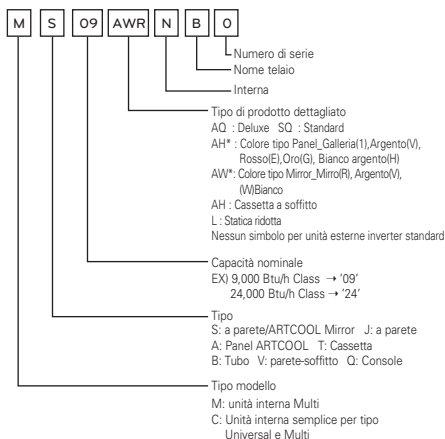 M S 09 AWR N B 0
Numero di serie
Nome telaio
Interna
Tipo di prodotto dettagliato
AQ : Deluxe SQ : Standard
AH* : Colore tipo Panel_Galleria(1),Argento(V),
Rosso(E),Oro(G), Bianco argento(H)
AW*: Colore tipo Mirror_Mirro(R), Argento(V),
(W)Bianco
AH : Cassetta a soffitto
L : Statica ridotta
Nessun simbolo per unità esterne inverter standard
Capacità nominale
EX) 9,000 Btu/h Class → '09'
24,000 Btu/h Class → '24'
Tipo
S: a parete/ARTCOOL Mirror J: a parete
A: Panel ARTCOOL T: Cassetta
B: Tubo V: parete-soffitto Q: Console
Tipo modello
M: unità interna Multi
C: Unità interna semplice per tipo
Universal e Multi